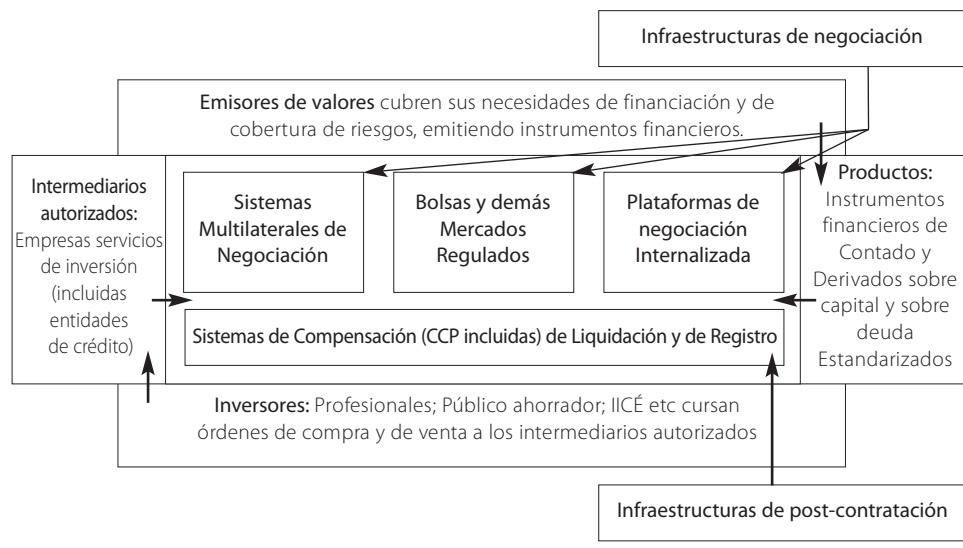 Infraestructuras de negociación
Emisores de valores cubren sus necesidades de financiación y de
cobertura de riesgos, emitiendo instrumentos financieros.
Intermediarios
autorizados:
Empresas servicios
de inversión
(incluidas
entidades
de crédito)
Sistemas
Multilaterales de
Negociación
Bolsas y demás
Mercados
Regulados
Plataformas de
negociación
Internalizada
Productos:
Instrumentos
financieros de
Contado y
Derivados sobre
capital y sobre
deuda
Estandarizados
Sistemas de Compensación (CCP incluidas) de Liquidación y de Registro
Inversores: Profesionales; Público ahorrador; IICÉ etc cursan
órdenes de compra y de venta a los intermediarios autorizados
Infraestructuras de post-contratación